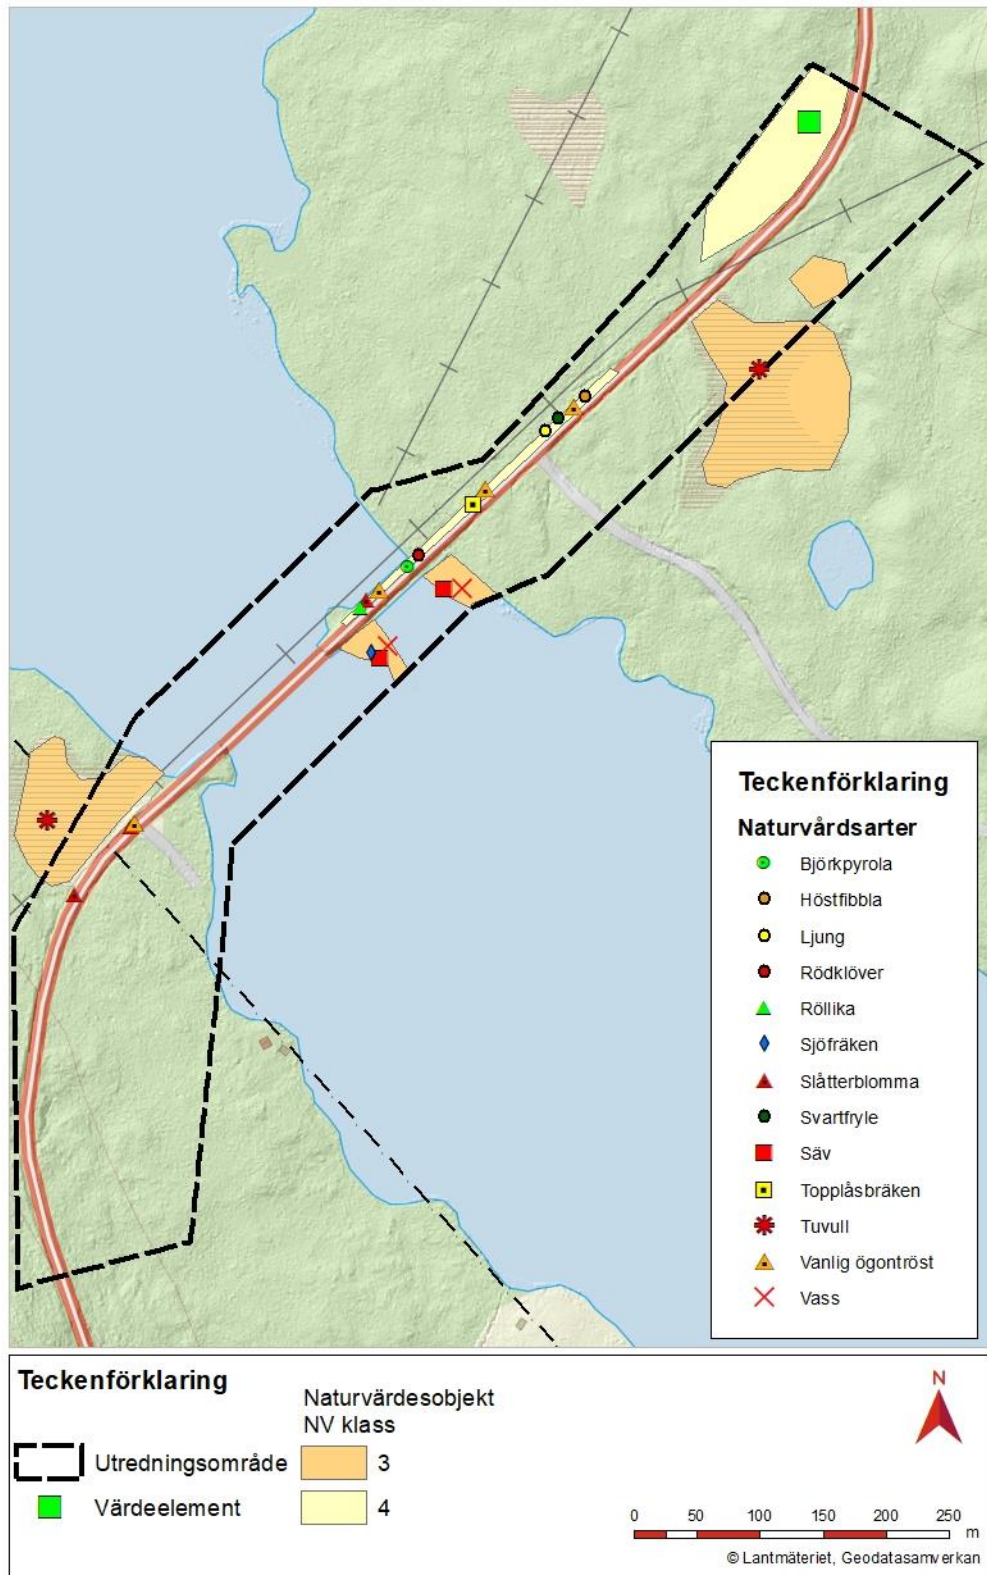 Teckenförklaring
Naturvårdsarter
Björkpyrola
Höstfibbla
Ljung
Rödklöver
Röllika
Sjöfräken
Slåtterblomma
Svartfryle
Säv
Topplåsbräken
Tuvull
Vanlig ögontröst
Vass
Teckenförklaring
Naturvärdesobjekt
NV klass
Utredningsområde
3
Värdeelement
4
N
0 50 100 150 200 250
m
© Lantmäteriet, Geodatasamverkan